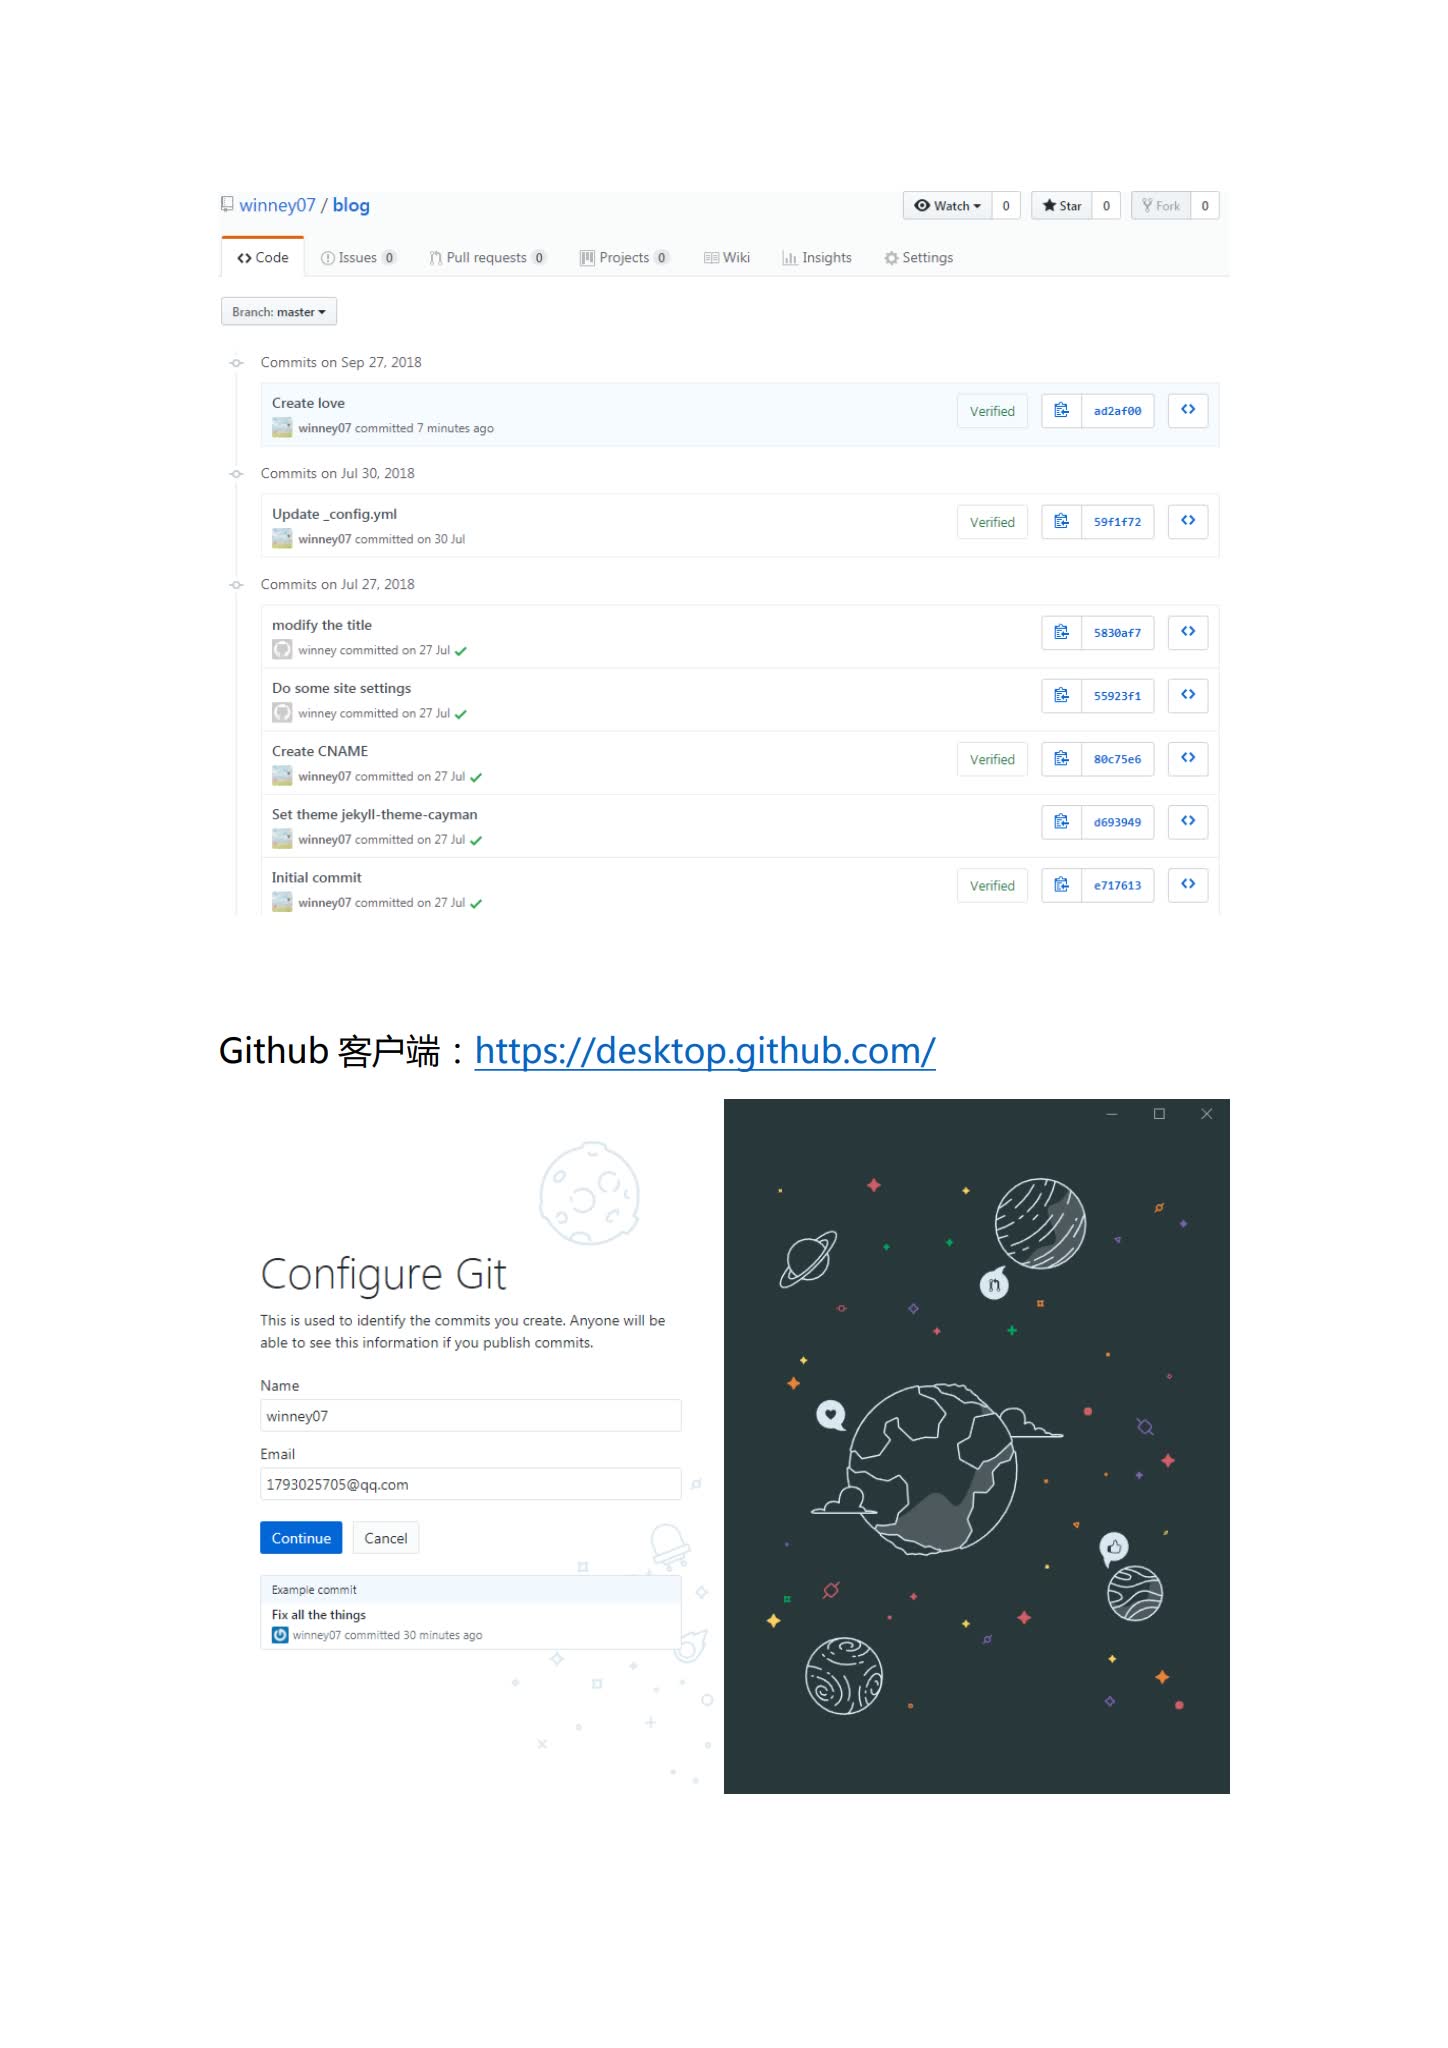 winney07 / blog
Watch 0 Star 0 Fork 0
Code Issues 0 Pull requests 0 Projects 0 Wiki Insights Settings
Branch: master
Commits on Sep 27, 2018
Create love
winney07 committed 7 minutes ago
Verified ad2af00
Commits on Jul 30, 2018
Update _config.yml
winney07 committed on 30 Jul
Verified 59f1f72
Commits on Jul 27, 2018
modify the title
winney committed on 27 Jul
5830af7
Do some site settings
winney committed on 27 Jul
55923f1
Create CNAME
winney07 committed on 27 Jul
Verified 80c75e6
Set theme jekyll-theme-cayman
winney07 committed on 27 Jul
d693949
Initial commit
winney07 committed on 27 Jul
Verified e717613
Github 客户端：https://desktop.github.com/
Configure Git
This is used to identify the commits you create. Anyone will be
able to see this information if you publish commits.
Name
winney07
Email
1793025705@qq.com
Continue Cancel
Example commit
Fix all the things
winney07 committed 30 minutes ago